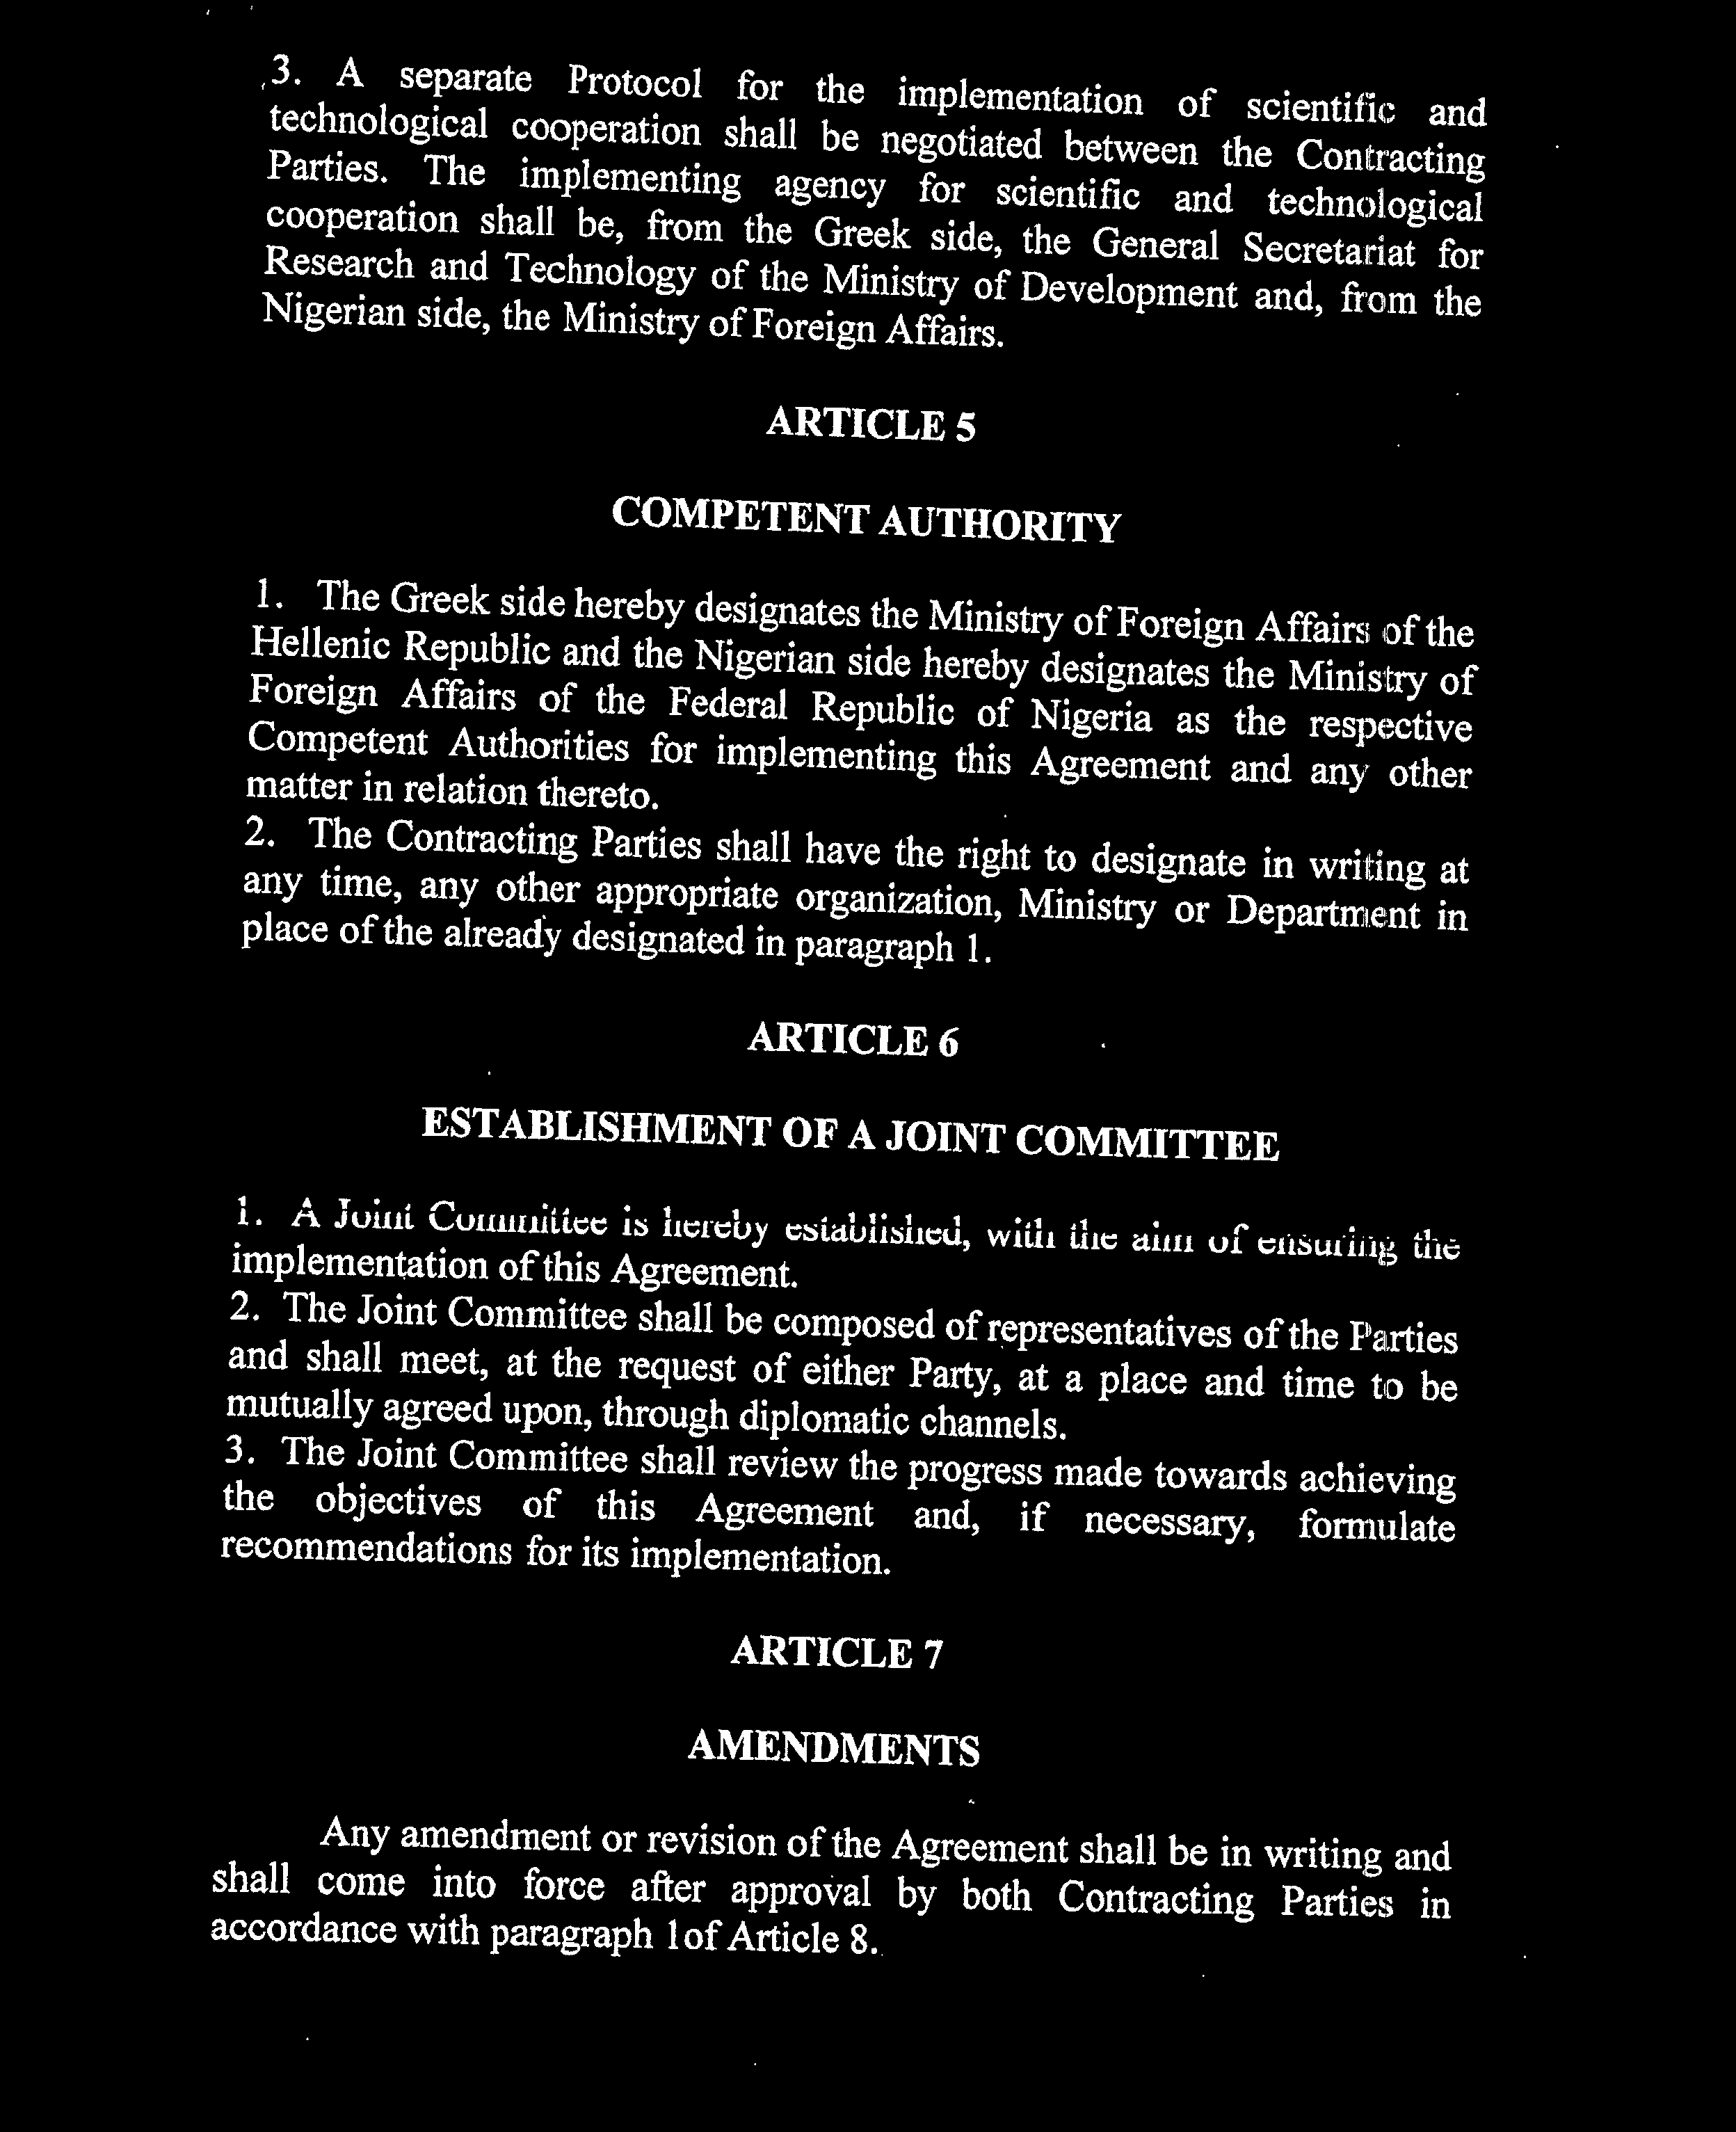 3. A separate Protocol for the implementation of scientific and
technological cooperation shall be negotiated between the Contracting
Parties. The implementing agency for scientific and technological
cooperation shall be, from the Greek side, the General Secretariat for
Research and Technology of the Ministry of Development and, from the
Nigerian side, the Ministry of Foreign Affairs.
ARTICLE 5
COMPETENT AUTHORITY
1. The Greek side hereby designates the Ministry of Foreign Affairs of the
Hellenic Republic and the Nigerian side hereby designates the Ministry of
Foreign Affairs of the Federal Republic of Nigeria as the respective
Competent Authorities for implementing this Agreement and any other
matter in relation thereto.
2. The Contracting Parties shall have the right to designate in writing at
any time, any other appropriate organization, Ministry or Department in
place of the already designated in paragraph 1.
ARTICLE 6
ESTABLISHMENT OF A JOINT COMMITTEE
1. A Joint Committee is hereby established, with the aim of ensuring the
implementation of this Agreement.
2. The Joint Committee shall be composed of representatives of the Parties
and shall meet, at the request of either Party, at a place and time to be
mutually agreed upon, through diplomatic channels.
3. The Joint Committee shall review the progress made towards achieving
the objectives of this Agreement and, if necessary, formulate
recommendations for its implementation.
ARTICLE 7
AMENDMENTS
Any amendment or revision of the Agreement shall be in writing and
shall come into force after approval by both Contracting Parties in
accordance with paragraph 1of Article 8.